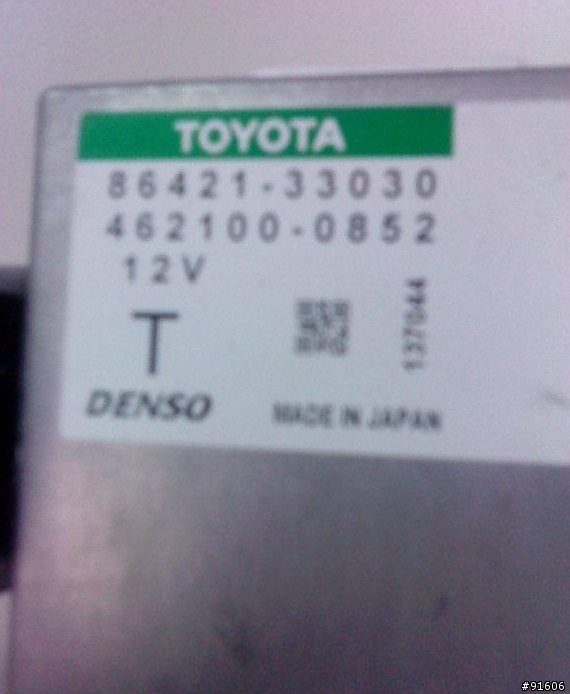 TOYOTA
86421-33030
462100-0852
12V
T
137044
DENSO
MADE IN JAPAN
#91606